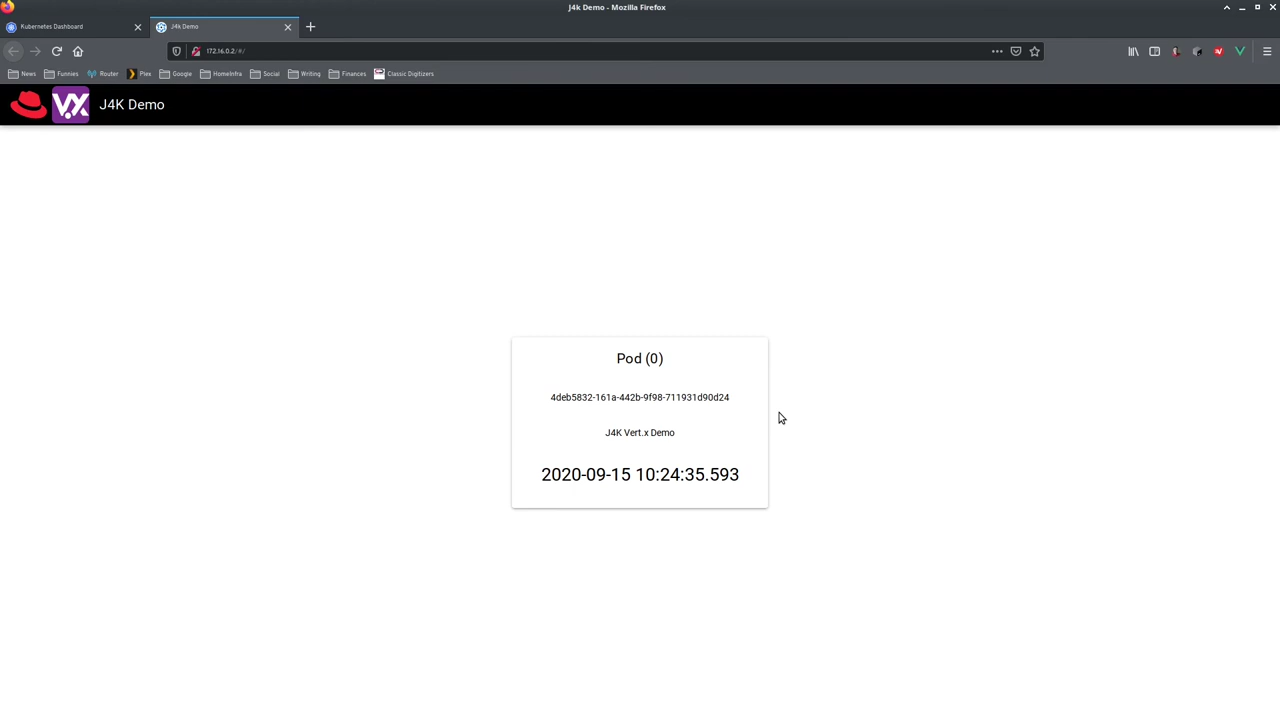 J4k Demo - Mozilla Firefox
Kubernetes Dashboard
J4k Demo
172.16.0.2/#/
News
Funnies
Router
Plex
Google
HomeInfra
Social
Writing
Finances
Classic Digitizers
VX J4K Demo
Pod (0)
4deb5832-161a-442b-9f98-711931d90d24
J4K Vert.x Demo
2020-09-15 10:24:35.593